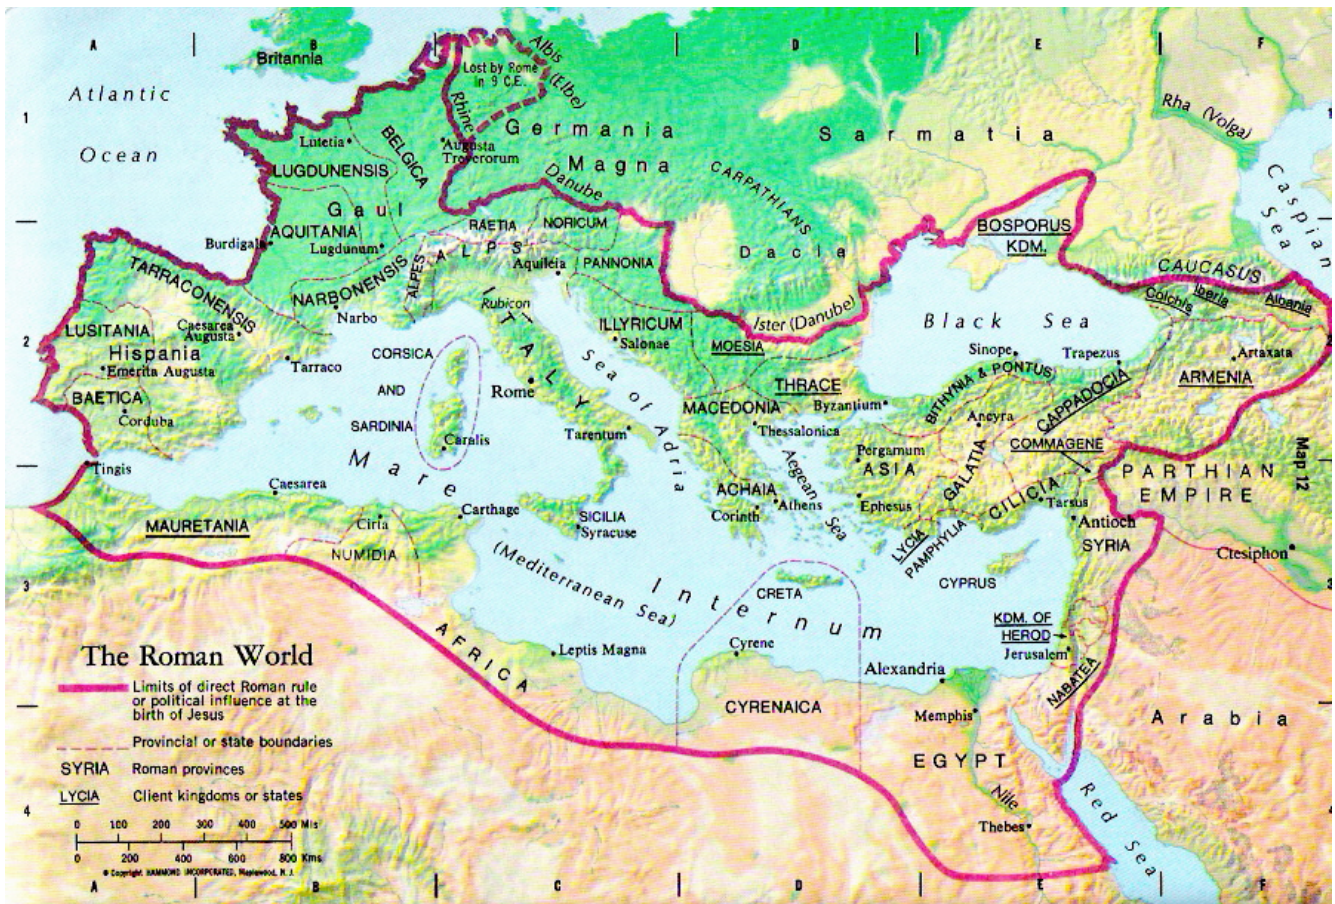 A
B
D
E
F
Britannia
Albis
(Elbe)
Lost by Rome
in 9 C.E.
Rhine
Atlantic
Ocean
1
Germania
Magna
Sarmatia
Rha (Volga)
Caspian
Sea
Lutetia
BELGICA
Augusta
Treverorum
LUGDUNENSIS
Danube
CARPATHIANS
Gaul
AQUITANIA
RAETIA
NORICUM
Burdigala
Lugdunum
ALPS
ALPES
Aquileia
PANNONIA
Dacia
BOSPORUS
KDM.
CAUCASUS
Colchis
Iberia
Albania
TARRACONENSIS
NARBONENSIS
Narbo
Rubicon
ITALY
ILLYRICUM
Salonae
MOESIA
Ister (Danube)
Black Sea
2
LUSITANIA
Caesarea
Augusta
Hispania
Emerita Augusta
Tarraco
CORSICA
AND
SARDINIA
Caralis
Rome
Sea of Adria
THRACE
Byzantium
Sinope
Trapezus
BITHYNIA & PONTUS
CAPPADOCIA
Artaxata
ARMENIA
BAETICA
Corduba
Tarentum
MACEDONIA
Thessalonica
Ancyra
COMMAGENE
Map 12
Tingis
Mare
Internum
(Mediterranean Sea)
Pergamum
ASIA
Aegean Sea
GALATIA
PARTHIAN
EMPIRE
Caesarea
MAURETANIA
Cirta
Carthage
SICILIA
Syracuse
ACHAIA
Corinth
Athens
Ephesus
LYCIA
PAMPHYLIA
CILICIA
Tarsus
Antioch
SYRIA
Ctesiphon
NUMIDIA
3
3
CRETA
CYPRUS
KDM. OF
HEROD
Jerusalem
AFRICA
Leptis Magna
Cyrene
Alexandria
NABATEA
CYRENAICA
Memphis
Arabia
EGYPT
Nile
Thebes
Red Sea
The Roman World
Limits of direct Roman rule
or political influence at the
birth of Jesus
Provincial or state boundaries
SYRIA Roman provinces
LYCIA Client kingdoms or states
0 100 200 300 400 500 Mls
0 200 400 600 800 Kms
© Copyright HAMMOND INCORPORATED, Maplewood, N. J.
4
A
B
C
D
E
F